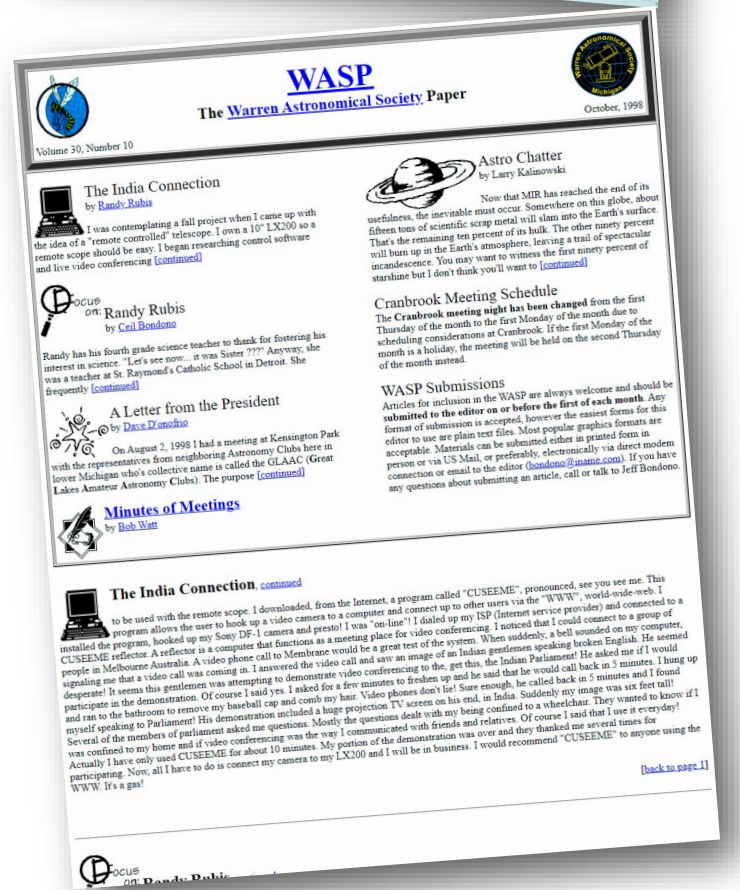 WASP
The Warren Astronomical Society Paper
Warren Astronomical Society
Michigan
Volume 30, Number 10
October, 1998
The India Connection
by Randy Rubis
I was contemplating a fall project when I came up with
the idea of a "remote controlled" telescope. I own a 10" LX200 so a
remote scope should be easy. I began researching control software
and live video conferencing [continued]
Focus
on: Randy Rubis
by Ceil Bondono
Randy has his fourth grade science teacher to thank for fostering his
interest in science. "Let's see now... it was Sister ???" Anyway, she
was a teacher at St. Raymond's Catholic School in Detroit. She
frequently [continued]
A Letter from the President
by Dave D'onofrio
On August 2, 1998 I had a meeting at Kensington Park
with the representatives from neighboring Astronomy Clubs here in
lower Michigan who's collective name is called the GLAAC (Great
Lakes Amateur Astronomy Clubs). The purpose [continued]
Minutes of Meetings
by Bob Watt
Astro Chatter
by Larry Kalinowski
Now that MIR has reached the end of its
usefulness, the inevitable must occur. Somewhere on this globe, about
fifteen tons of scientific scrap metal will slam into the Earth's surface.
That's the remaining ten percent of its hulk. The other ninety percent
will burn up in the Earth's atmosphere, leaving a trail of spectacular
incandescence. You may want to witness the first ninety percent of
starshine but I don't think you'll want to [continued]
Cranbrook Meeting Schedule
The Cranbrook meeting night has been changed from the first
Thursday of the month to the first Monday of the month due to
scheduling considerations at Cranbrook. If the first Monday of the
month is a holiday, the meeting will be held on the second Thursday
of the month instead.
WASP Submissions
Articles for inclusion in the WASP are always welcome and should be
submitted to the editor on or before the first of each month. Any
format of submission is accepted, however the easiest forms for this
editor to use are plain text files. Most popular graphics formats are
acceptable. Materials can be submitted either in printed form in
person or via US Mail, or preferably, electronically via direct modem
connection or email to the editor (bondono@iname.com). If you have
any questions about submitting an article, call or talk to Jeff Bondono.
The India Connection, continued
to be used with the remote scope. I downloaded, from the Internet, a program called "CUSEEME", pronounced, see you see me. This
program allows the user to hook up a video camera to a computer and connect up to other users via the "WWW", world-wide-web. I
installed the program, hooked up my Sony DF-1 camera and presto! I was "on-line"! I dialed up my ISP (Internet service provider) and connected to a
CUSEEME reflector. A reflector is a computer that functions as a meeting place for video conferencing. I noticed that I could connect to a group of
people in Melbourne Australia. A video phone call to Membrane would be a great test of the system. When suddenly, a bell sounded on my computer,
signaling me that a video call was coming in. I answered the video call and saw an image of an Indian gentlemen speaking broken English. He seemed
desperate! It seems this gentlemen was attempting to demonstrate video conferencing to the, get this, the Indian Parliament! He asked me if I would
participate in the demonstration. Of course I said yes. I asked for a few minutes to freshen up and he said that he would call back in 5 minutes. I hung up
and ran to the bathroom to remove my baseball cap and comb my hair. Video phones don't lie! Sure enough, he called back in 5 minutes and I found
myself speaking to Parliament! His demonstration included a huge projection TV screen on his end, in India. Suddenly my image was six feet tall!
Several of the members of parliament asked me questions. Mostly the questions dealt with my being confined to a wheelchair. They wanted to know if I
was confined to my home and if video conferencing was the way I communicated with friends and relatives. Of course I said that I use it everyday!
Actually I have only used CUSEEME for about 10 minutes. My portion of the demonstration was over and they thanked me several times for
participating. Now, all I have to do is connect my camera to my LX200 and I will be in business. I would recommend "CUSEEME" to anyone using the
WWW. It's a gas!
[back to page 1]
Focus
on: Randy Rubis